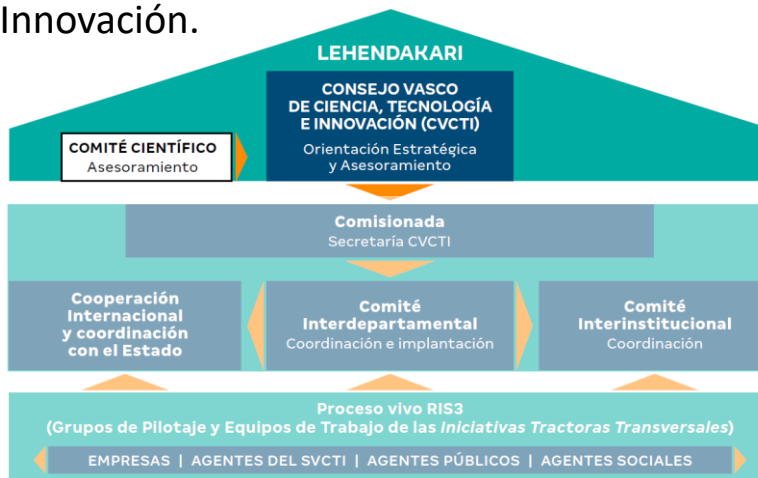 Innovación.
LEHENDAKARI
CONSEJO VASCO
DE CIENCIA, TECNOLOGÍA
E INNOVACIÓN (CVCTI)
Orientación Estratégica
y Asesoramiento
COMITÉ CIENTÍFICO
Asesoramiento
Comisionada
Secretaría CVCTI
Cooperación
Internacional
y coordinación
con el Estado
Comité
Interdepartamental
Coordinación e implantación
Comité
Interinstitucional
Coordinación
Proceso vivo RIS3
(Grupos de Pilotaje y Equipos de Trabajo de las Iniciativas Tractoras Transversales)
EMPRESAS | AGENTES DEL SVCTI | AGENTES PÚBLICOS | AGENTES SOCIALES